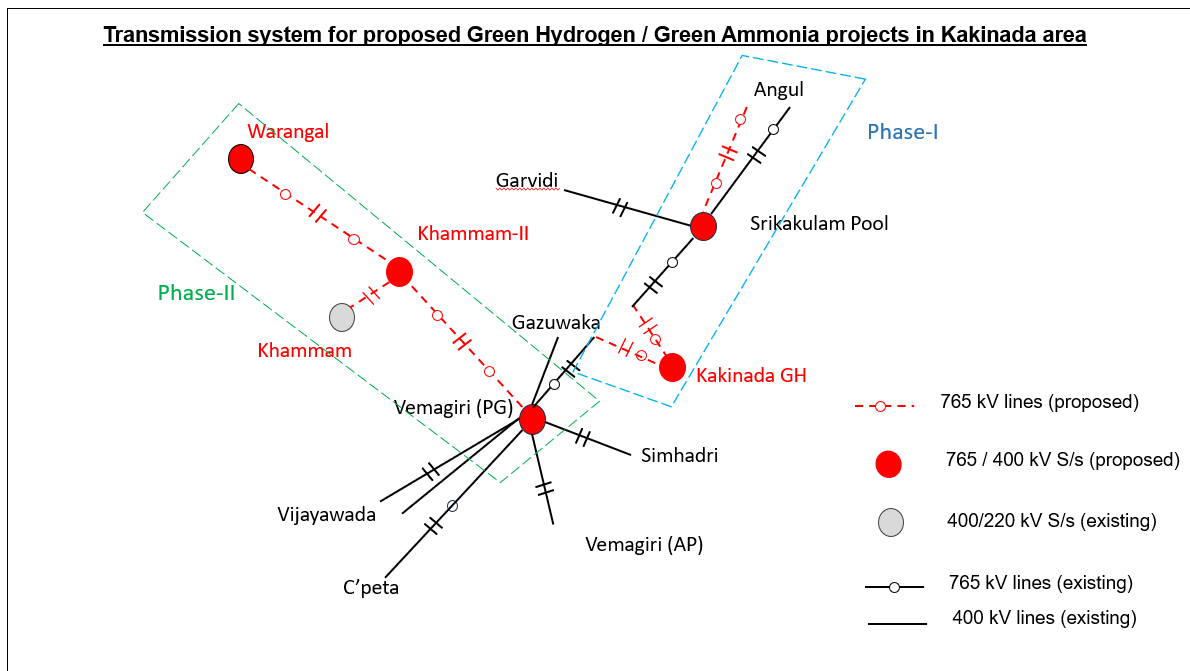 Transmission system for proposed Green Hydrogen / Green Ammonia projects in Kakinada area
Angul
Warangal
Phase-I
Garvidi
Srikakulam Pool
Khammam-II
Phase-II
Gazuwaka
Khammam
Kakinada GH
Vemagiri (PG)
765 kV lines (proposed)
Simhadri
765 / 400 kV S/s (proposed)
Vijayawada
400/220 kV S/s (existing)
Vemagiri (AP)
C’peta
765 kV lines (existing)
400 kV lines (existing)